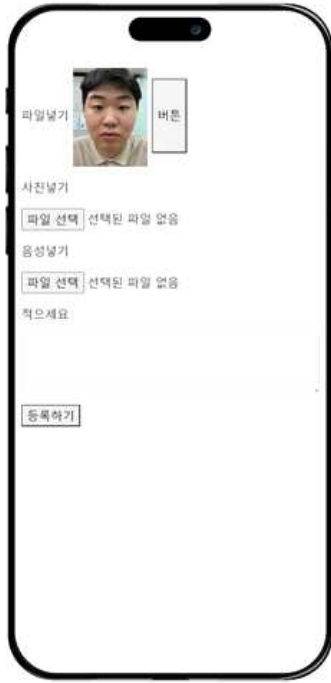 파일넣기 버튼
사진넣기
파일 선택 선택된 파일 없음
음성넣기
파일 선택 선택된 파일 없음
적으세요
등록하기